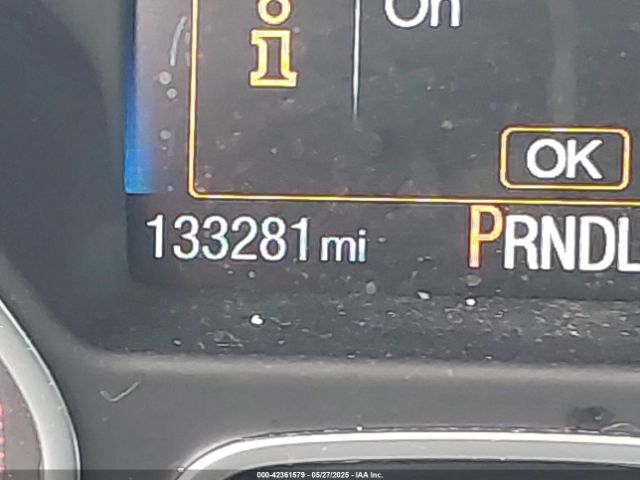 i
On
OK
133281 mi PRNDL
000-42361579 - 05/27/2025 - IAA Inc.